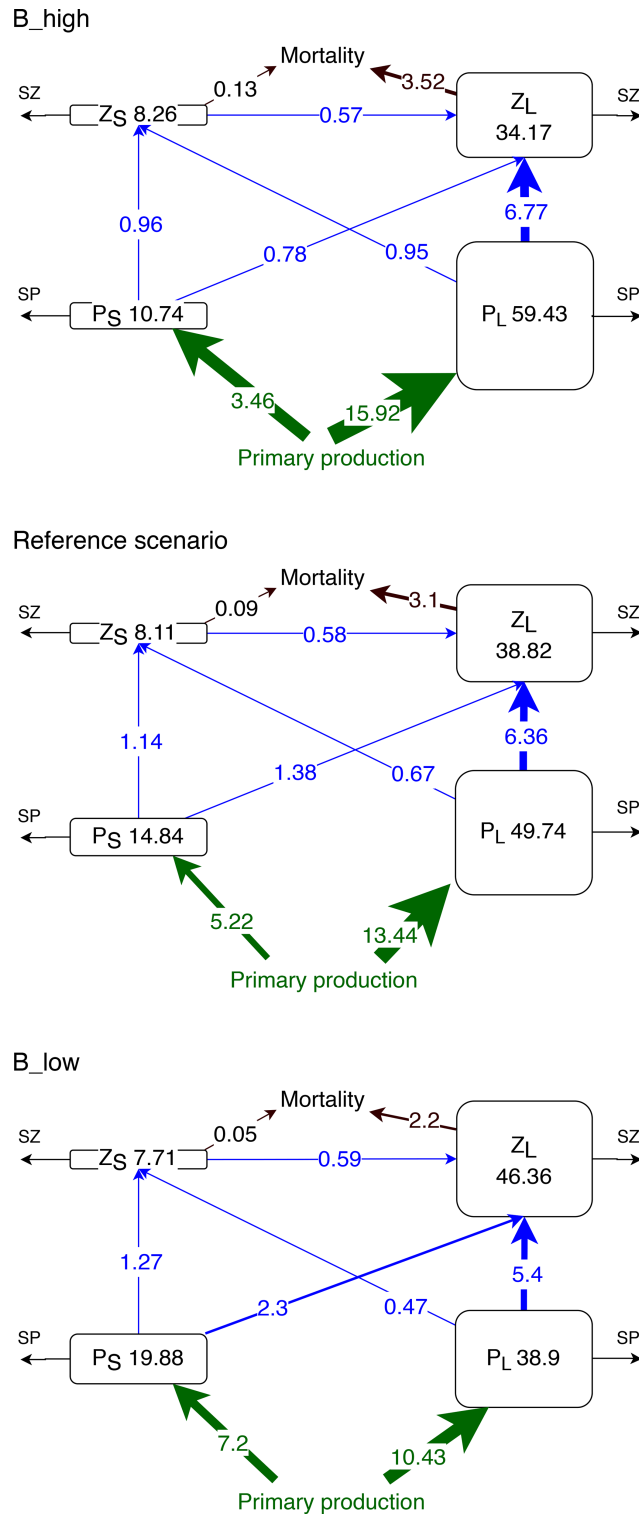 B_high
Mortality
SZ
0.13
3.52
SZ
ZS 8.26
0.57
ZL
34.17
0.96
0.78
0.95
6.77
SP
PS 10.74
PL 59.43
SP
3.46
15.92
Primary production
Reference scenario
Mortality
SZ
0.09
3.1
SZ
ZS 8.11
0.58
ZL
38.82
1.14
1.38
0.67
6.36
SP
PS 14.84
PL 49.74
SP
5.22
13.44
Primary production
B_low
Mortality
SZ
0.05
2.2
SZ
ZS 7.71
0.59
ZL
46.36
1.27
2.3
0.47
5.4
SP
PS 19.88
PL 38.9
SP
7.2
10.43
Primary production